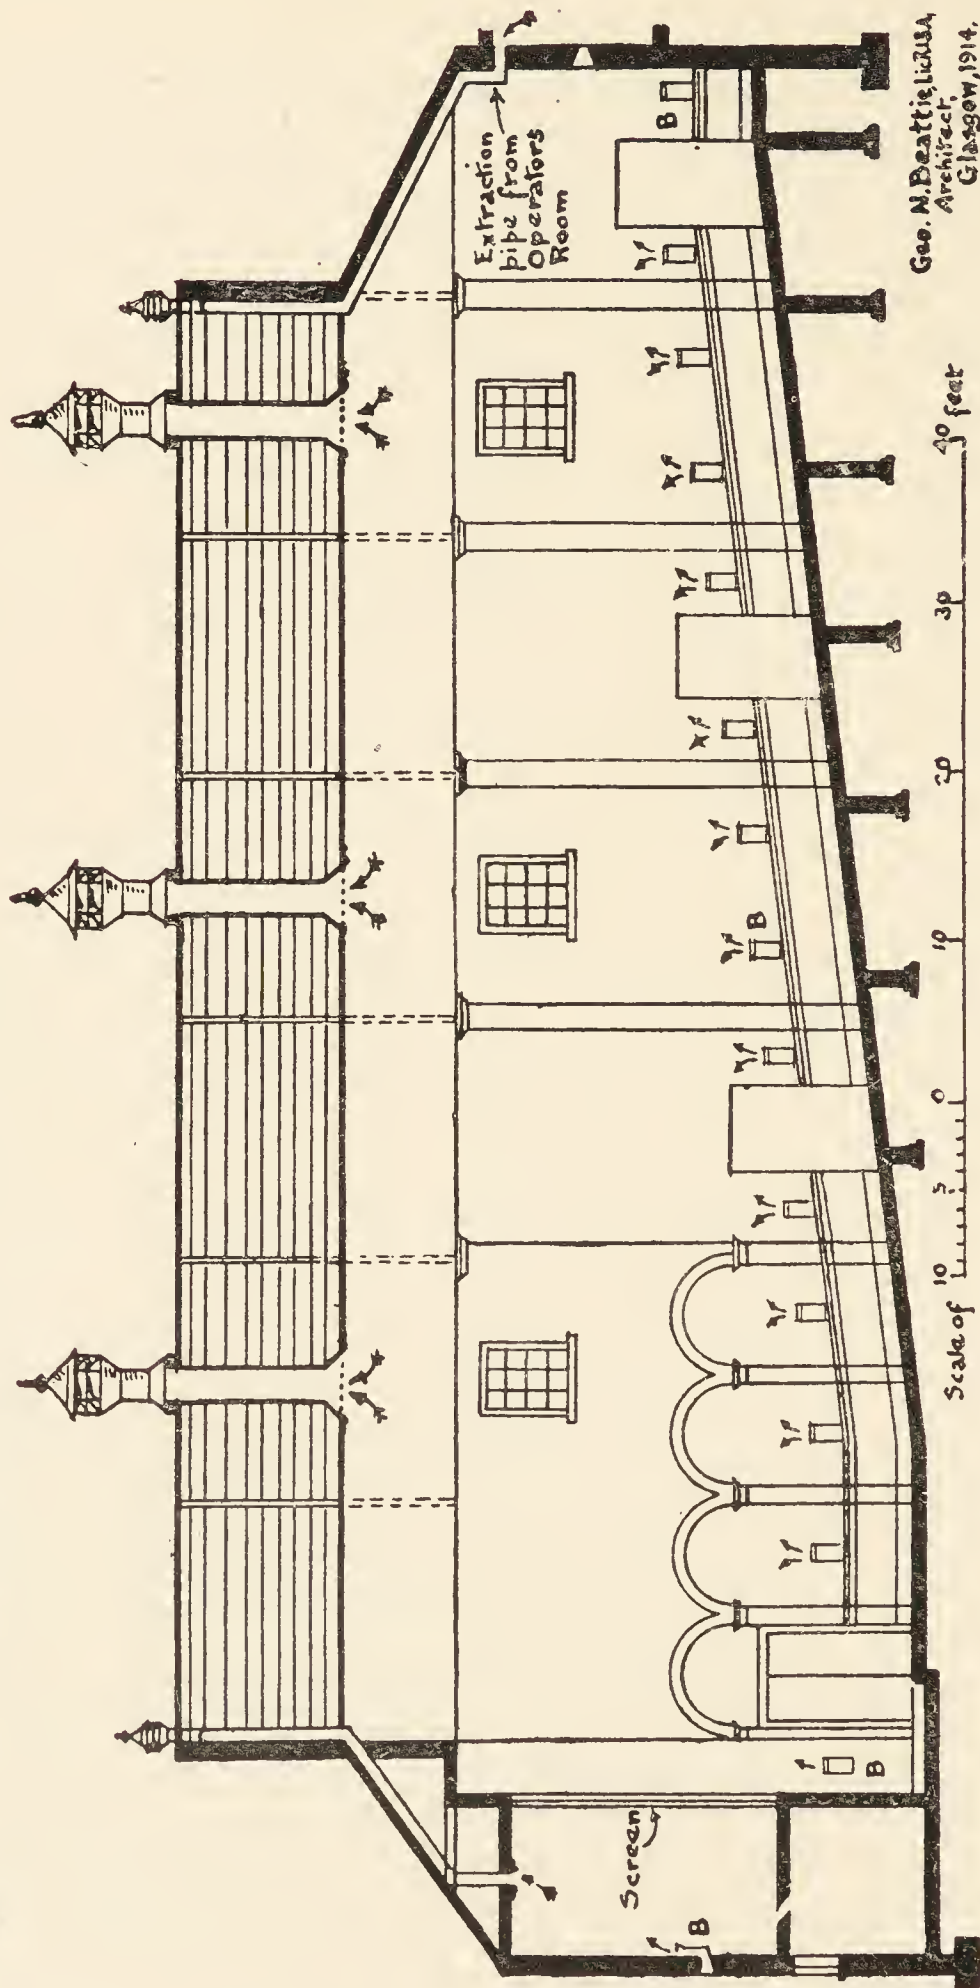 Extraction
pipe from
Operators
Room
B
B
B
B
Screen
Scale of 10 5 0 10 20 30 40 feet
Geo. N. Beattie,
Architect,
Glasgow, 1914.